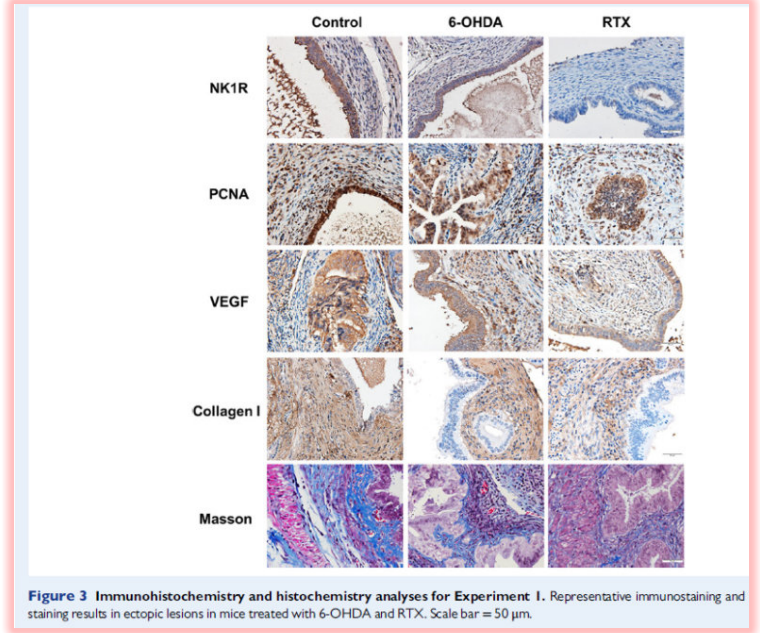 Control 6-OHDA RTX
NK1R
PCNA
VEGF
Collagen I
Masson
Figure 3 Immunohistochemistry and histochemistry analyses for Experiment 1. Representative immunostaining and
staining results in ectopic lesions in mice treated with 6-OHDA and RTX. Scale bar = 50 μm.